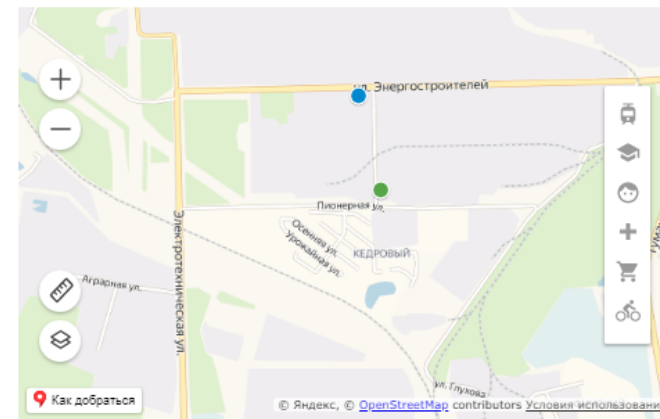 ул. Энергостроителей
Пионерная ул.
Осенняя ул.
Урожайная ул.
КЕДРОВЫЙ
Электротехническая ул.
Аграрная ул.
ул. Глухова
Как добраться
© Яндекс, © OpenStreetMap contributors Условия использовани